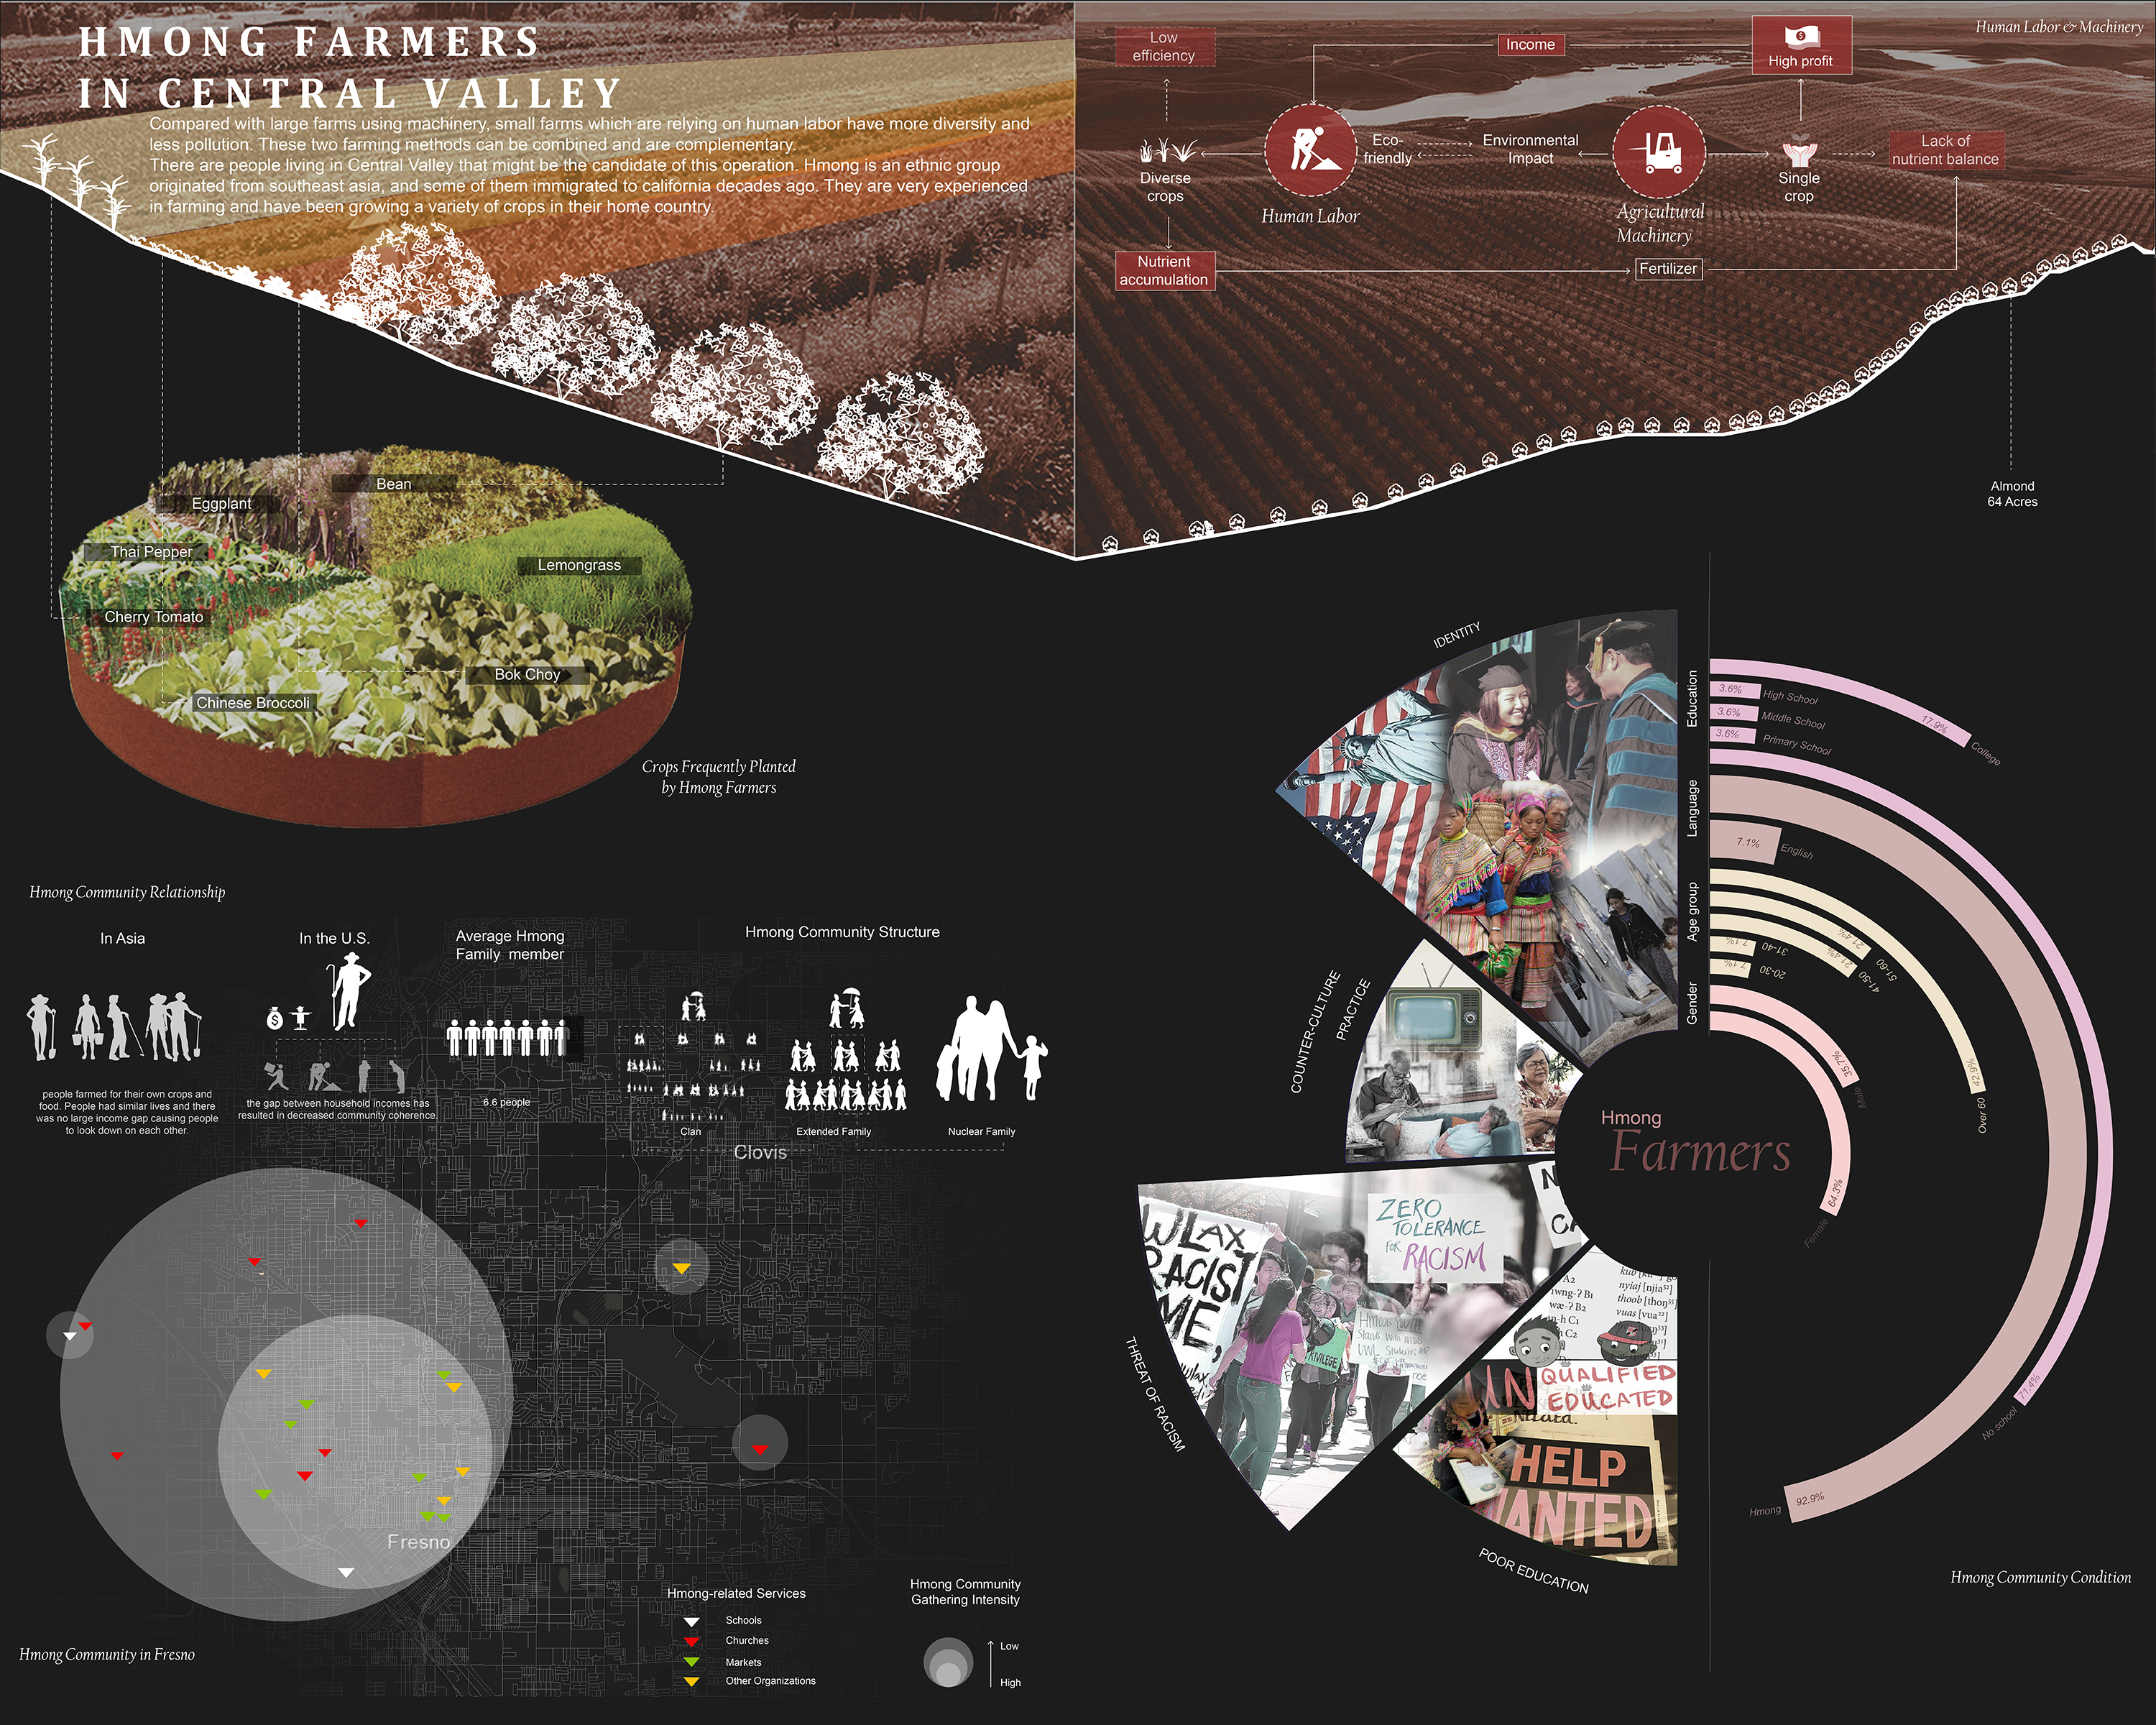 HMONG FARMERS
IN CENTRAL VALLEY
Compared with large farms using machinery, small farms which are relying on human labor have more diversity and
less pollution. These two farming methods can be combined and are complementary.
There are people living in Central Valley that might be the candidate of this operation. Hmong is an ethnic group
originated from southeast asia, and some of them immigrated to california decades ago. They are very experienced
in farming and have been growing a variety of crops in their home country.
Human Labor & Machinery
Low
efficiency
Income
High profit
Diverse
crops
Human Labor
Eco-
friendly
Environmental
Impact
Agricultural
Machinery
Single
crop
Lack of
nutrient balance
Nutrient
accumulation
Fertilizer
Almond
64 Acres
Bean
Eggplant
Thai Pepper
Lemongrass
Cherry Tomato
Bok Choy
Chinese Broccoli
Crops Frequently Planted
by Hmong Farmers
Hmong Community Relationship
In Asia
people farmed for their own crops and
food. People had similar lives and there
was no large income gap causing people
to look down on each other.
In the U.S.
the gap between household incomes has
resulted in decreased community coherence.
Average Hmong
Family member
6.6 people
Hmong Community Structure
Clan
Extended Family
Nuclear Family
Clovis
Fresno
Hmong-related Services
Schools
Churches
Markets
Other Organizations
Hmong Community
Gathering Intensity
Low
High
Hmong Community in Fresno
IDENTITY
COUNTER-CULTURE
PRACTICE
THREAT OF RACISM
POOR EDUCATION
ZERO
TOLERANCE
FOR RACISM
UN QUALIFIED
EDUCATED
HELP
WANTED
Hmong
Farmers
Education
17.9%
College
3.6%
High School
3.6%
Middle School
3.6%
Primary School
71.4%
No school
Language
92.9%
Hmong
7.1%
English
Age group
42.9%
Over 60
21.4%
51-60
21.4%
41-50
7.1%
31-40
7.1%
20-30
Gender
35.7%
Male
64.3%
Female
Hmong Community Condition